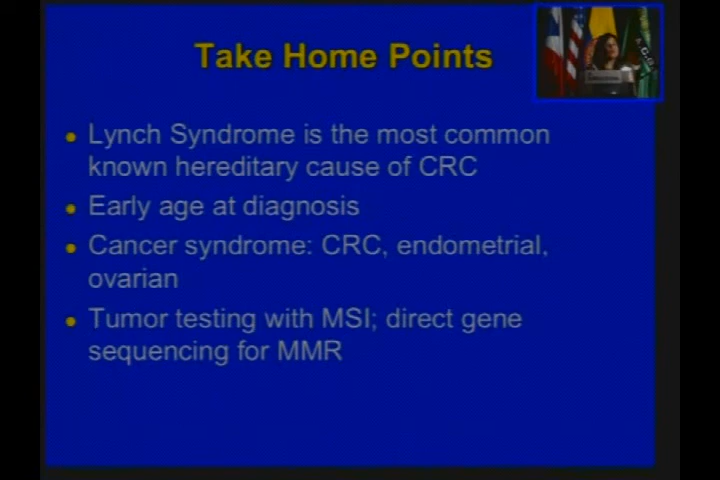 Take Home Points
Lynch Syndrome is the most common
known hereditary cause of CRC
Early age at diagnosis
Cancer syndrome: CRC, endometrial,
ovarian
Tumor testing with MSI; direct gene
sequencing for MMR